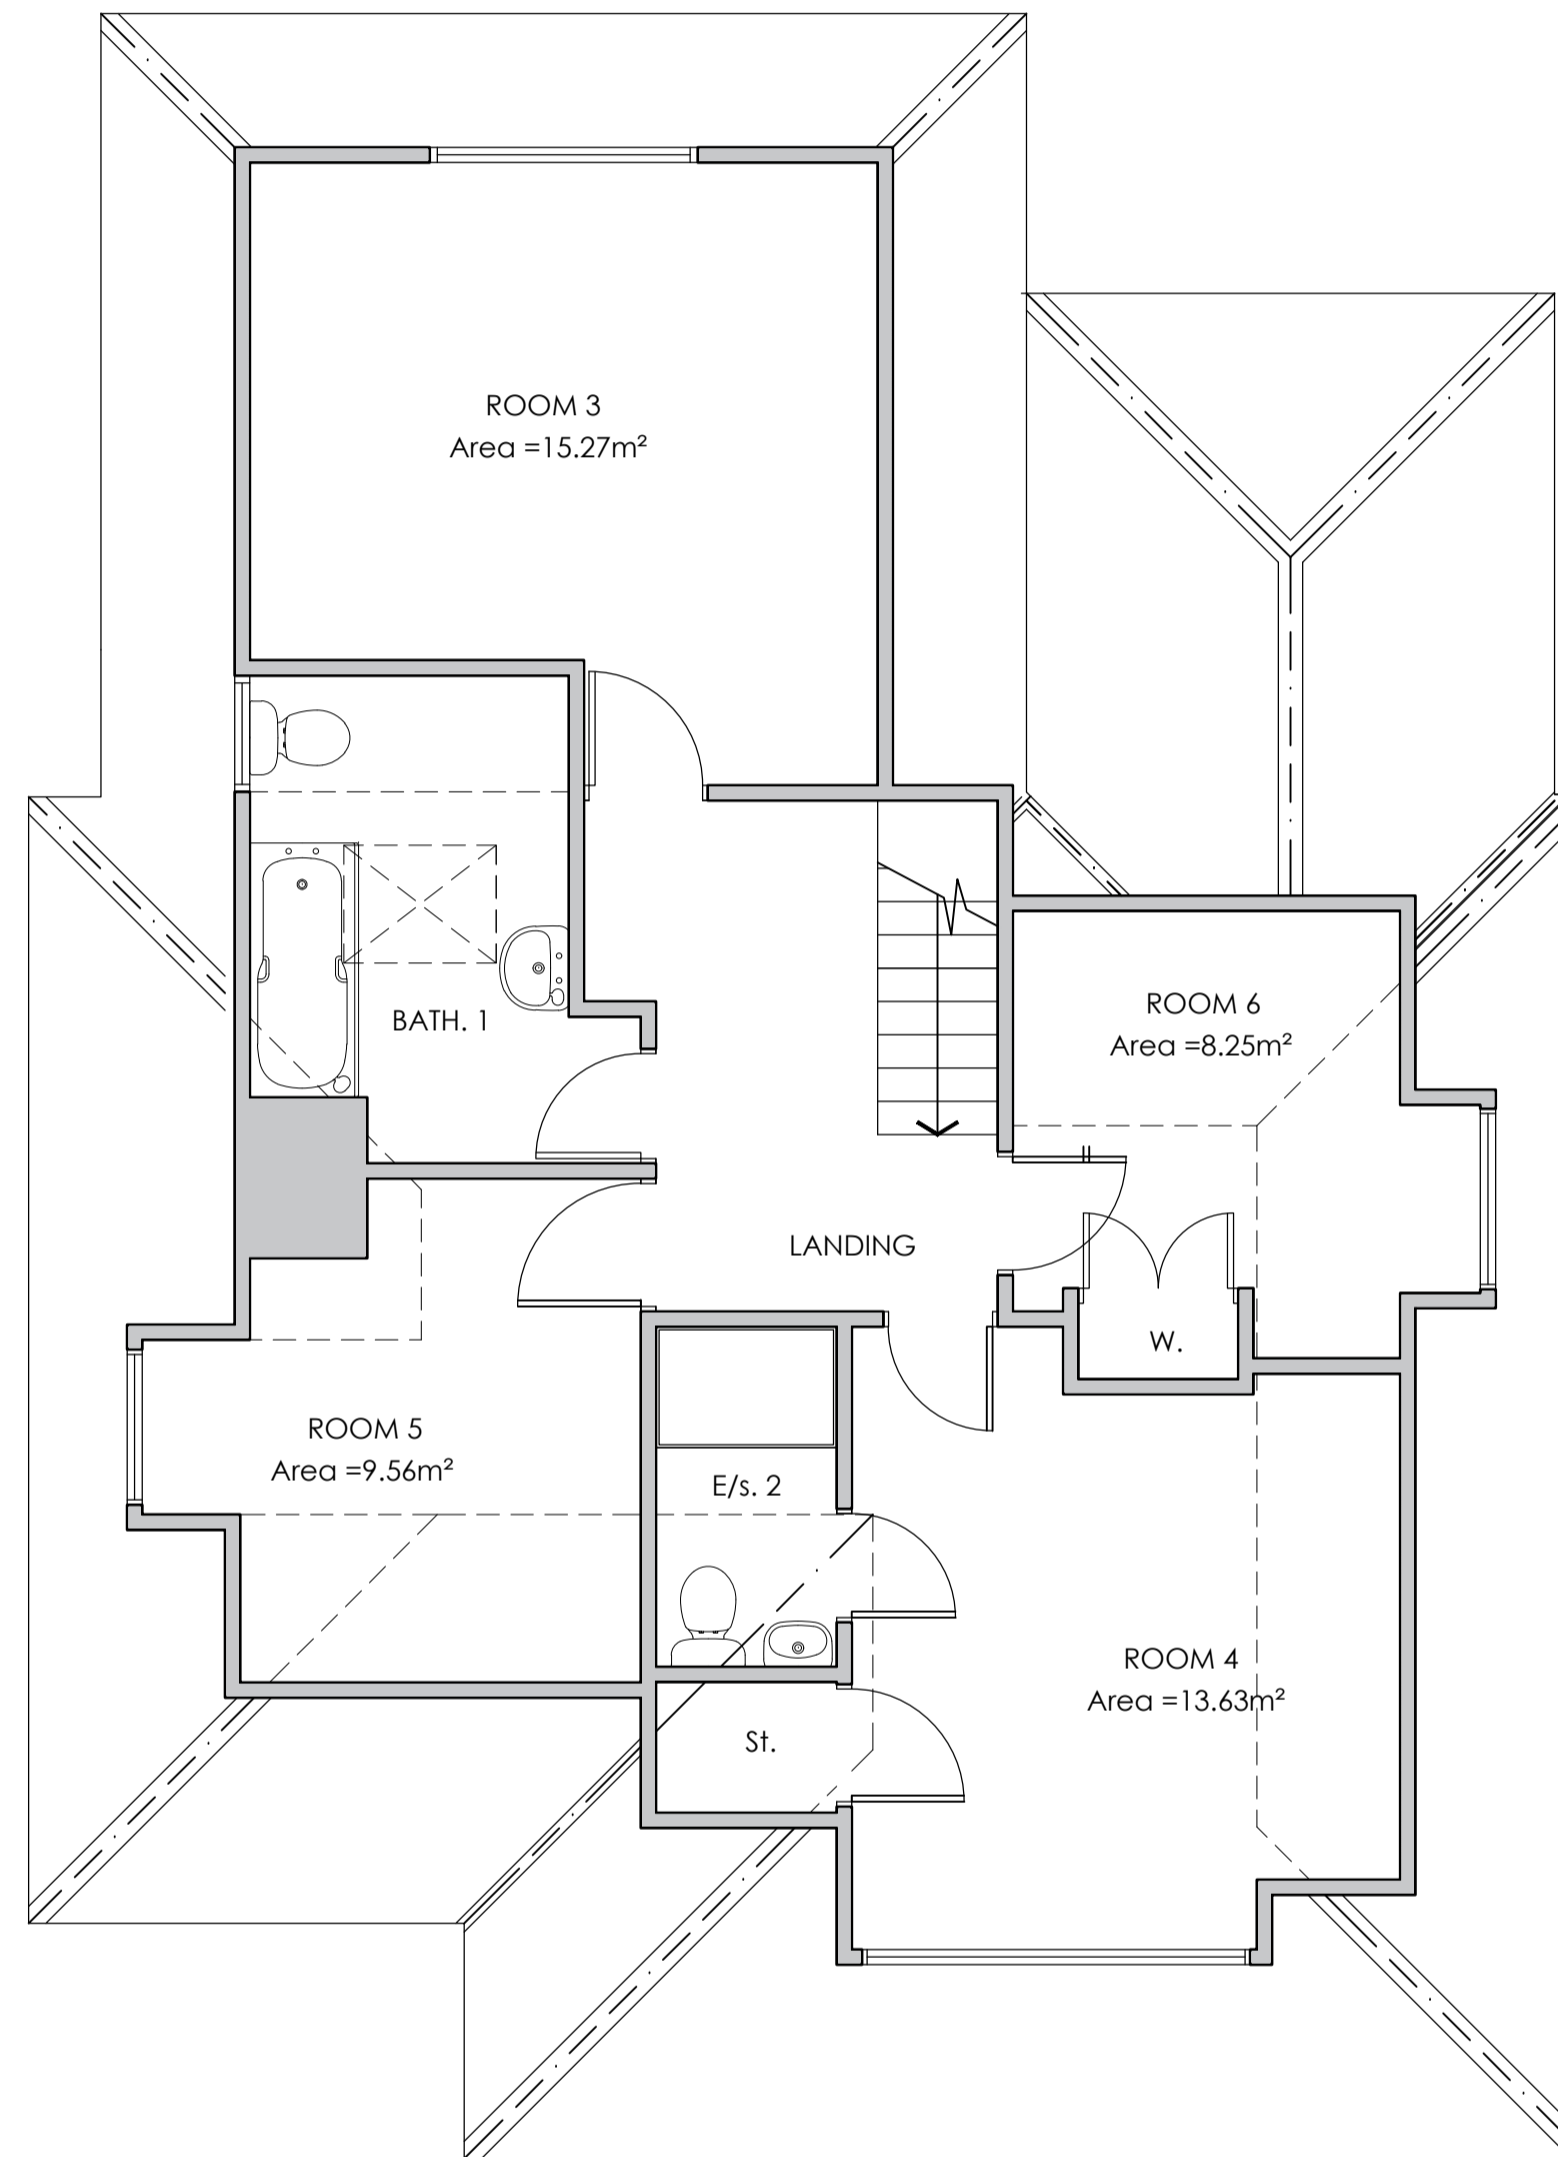 ROOM 3
Area =15.27m²
ROOM 6
Area =8.25m²
BATH. 1
LANDING
W.
ROOM 5
Area =9.56m²
E/s. 2
ROOM 4
Area =13.63m²
St.